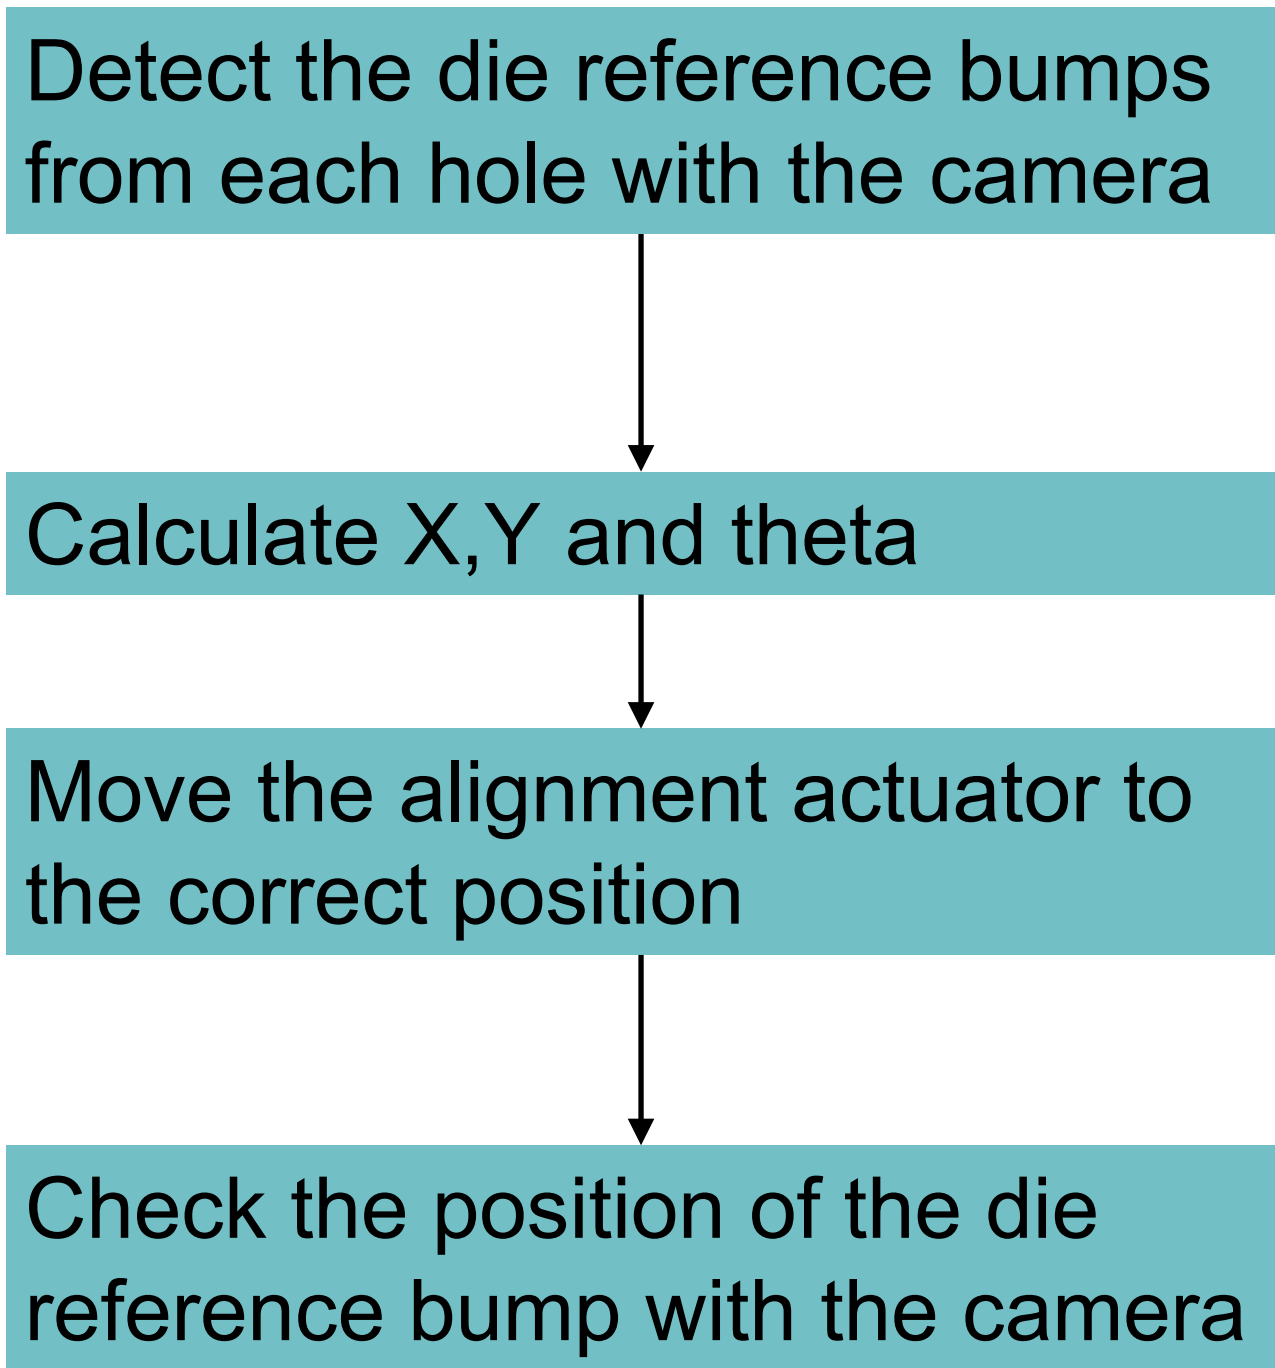 Detect the die reference bumps
from each hole with the camera
Calculate X,Y and theta
Move the alignment actuator to
the correct position
Check the position of the die
reference bump with the camera